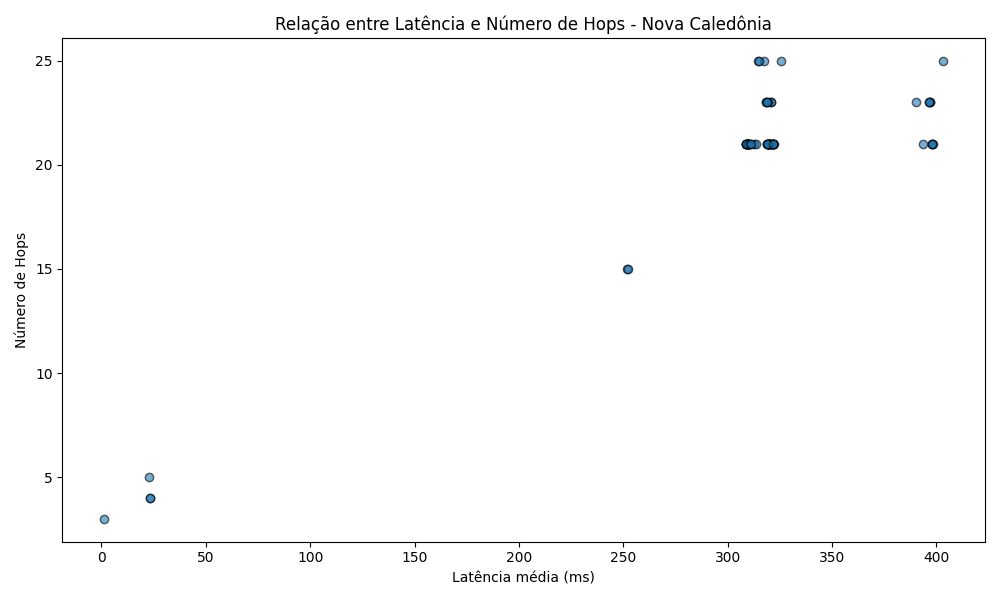 Relação entre Latência e Número de Hops - Nova Caledônia
25
20
15
10
5
Número de Hops
0 50 100 150 200 250 300 350 400
Latência média (ms)